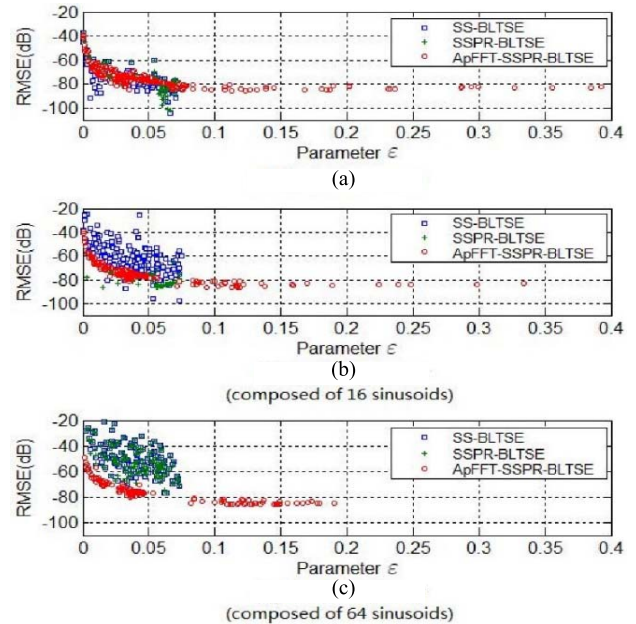 -20
-40
-60
-80
-100
RMSE(dB)
SS-BLTSE
SSPR-BLTSE
ApFFT-SSPR-BLTSE
0 0.05 0.1 0.15 0.2 0.25 0.3 0.35 0.4
Parameter ε
(a)
-20
-40
-60
-80
-100
RMSE(dB)
SS-BLTSE
SSPR-BLTSE
ApFFT-SSPR-BLTSE
0 0.05 0.1 0.15 0.2 0.25 0.3 0.35 0.4
Parameter ε
(b)
(composed of 16 sinusoids)
-20
-40
-60
-80
-100
RMSE(dB)
SS-BLTSE
SSPR-BLTSE
ApFFT-SSPR-BLTSE
0 0.05 0.1 0.15 0.2 0.25 0.3 0.35 0.4
Parameter ε
(c)
(composed of 64 sinusoids)